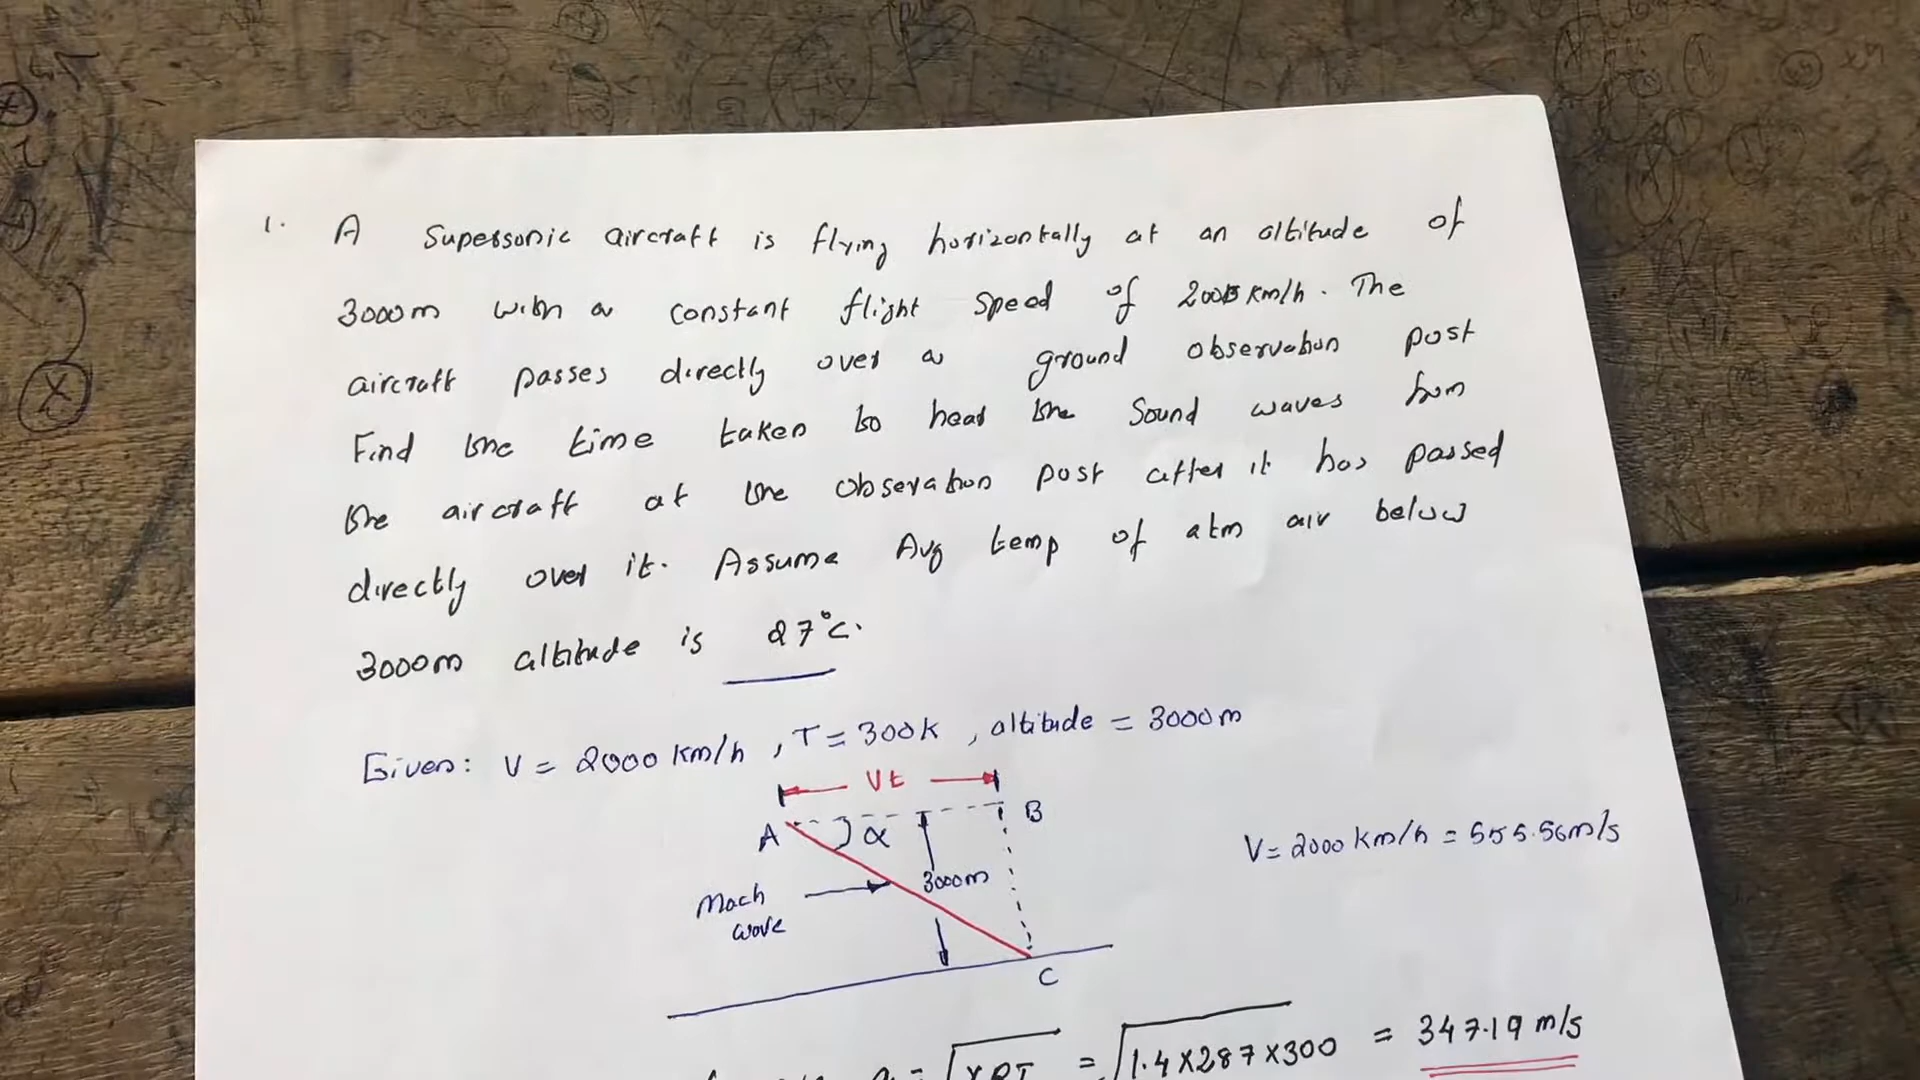 1. A Supersonic aircraft is flying horizontally at an altitude of
3000m with a constant flight speed of 2000 km/h. The
aircraft passes directly over a ground observation post
Find the time taken to hear the sound waves from
the aircraft at the observation post after it has passed
directly over it. Assume Avg temp of atm air below
3000m altitude is 27°C.
Given: V = 2000 km/h, T = 300K, altitude = 3000m
Vt
A α B
V = 2000 km/h = 555.56m/s
3000m
Mach
wave
C
= √1.4×287×300 = 347.19 m/s